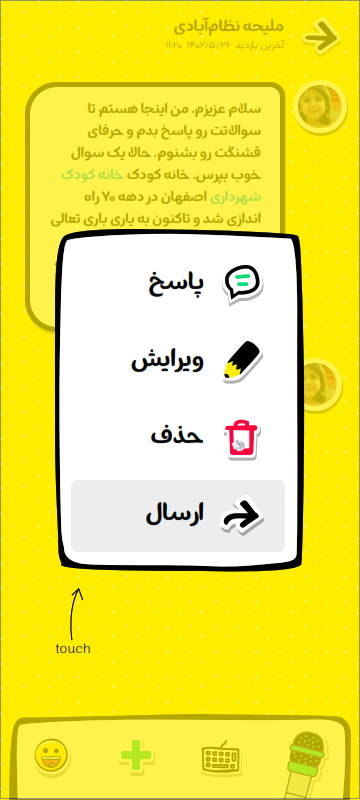 ملیحه نظام‌آبادی
آخرین بازدید ۱۴۰۲/۵/۲۶ ۱۱:۲۰
سلام عزیزم. من اینجا هستم تا
سوالاتت رو پاسخ بدم و حرفای
قشنگت رو بشنوم. حالا یک سوال
خوب بپرس. خانه کودک خانه کودک
شهرداری اصفهان در دهه ۷۰ راه
اندازی شد و تاکنون به یاری باری تعالی
پاسخ
ویرایش
حذف
ارسال
touch